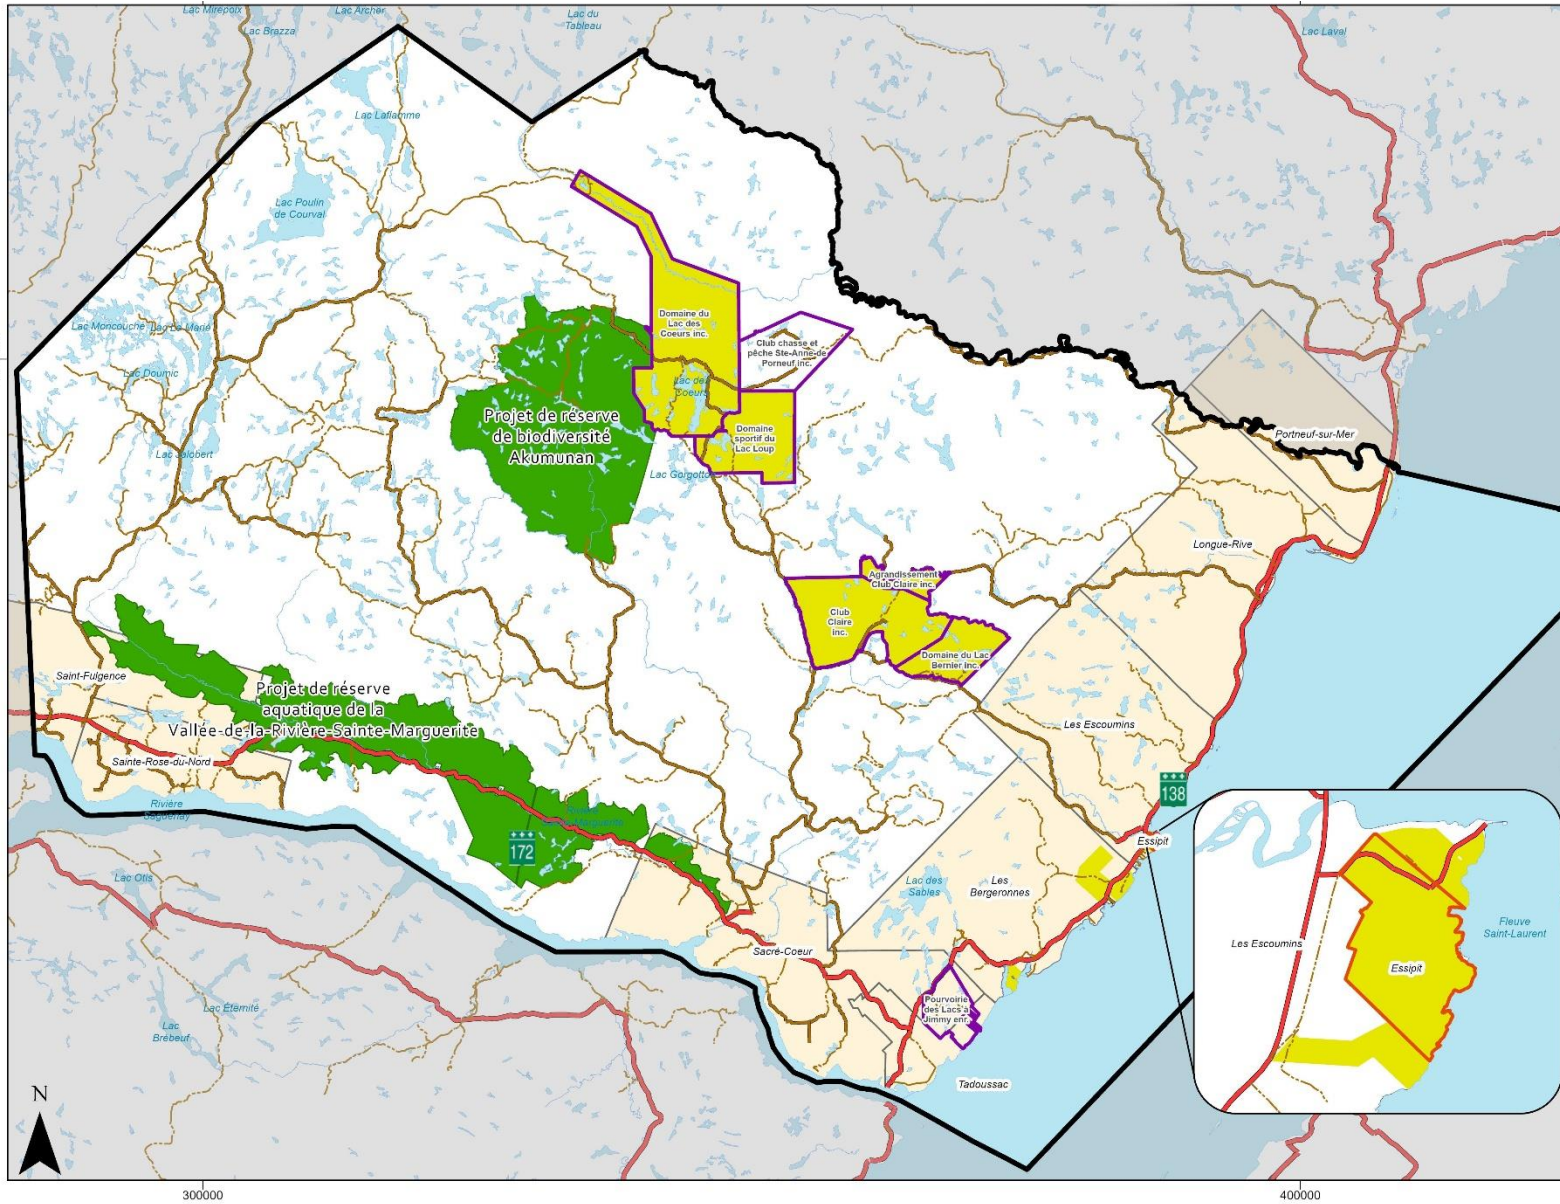 Lac Mirepoix
Lac Archer
Lac du
Tableau
Lac Brazza
Lac Laval
Lac Laflamme
Lac Poulin
de Courval
Lac Moncouche
Lac Le Marié
Lac Doumic
Lac Jalobert
Domaine du
Lac des
Coeurs inc.
Club chasse et
pêche Ste-Anne-de-
Porneuf inc.
Lac des
Coeurs
Projet de réserve
de biodiversité
Akumunan
Domaine
sportif du
Lac Loup
Lac Gorgotton
Portneuf-sur-Mer
Longue-Rive
Agrandissement
Club Claire inc.
Club
Claire
inc.
Domaine du Lac
Bernier inc.
Saint-Fulgence
Projet de réserve
aquatique de la
Vallée-de-la-Rivière-Sainte-Marguerite
Sainte-Rose-du-Nord
Les Escoumins
138
Rivière
Saguenay
172
Essipit
Lac Otis
Lac des
Sables
Les
Bergeronnes
Sacré-Coeur
Lac Éternité
Lac
Brébeuf
Pourvoirie
des Lacs à
Jimmy enr.
Tadoussac
Les Escoumins
Essipit
Fleuve
Saint-Laurent
N
300000
400000